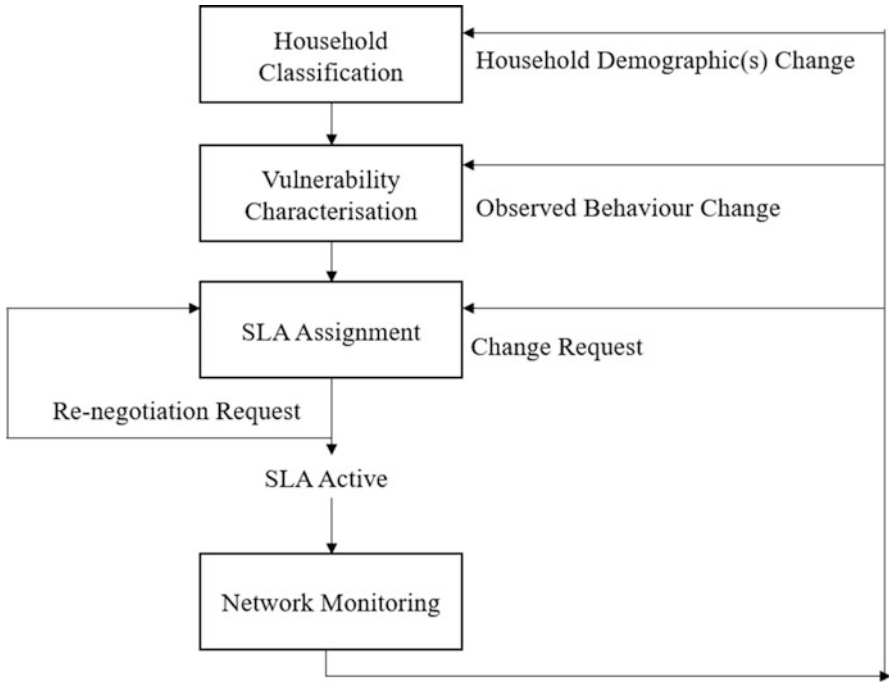 Household
Classification
Household Demographic(s) Change
Vulnerability
Characterisation
Observed Behaviour Change
SLA Assignment
Change Request
Re-negotiation Request
SLA Active
Network Monitoring